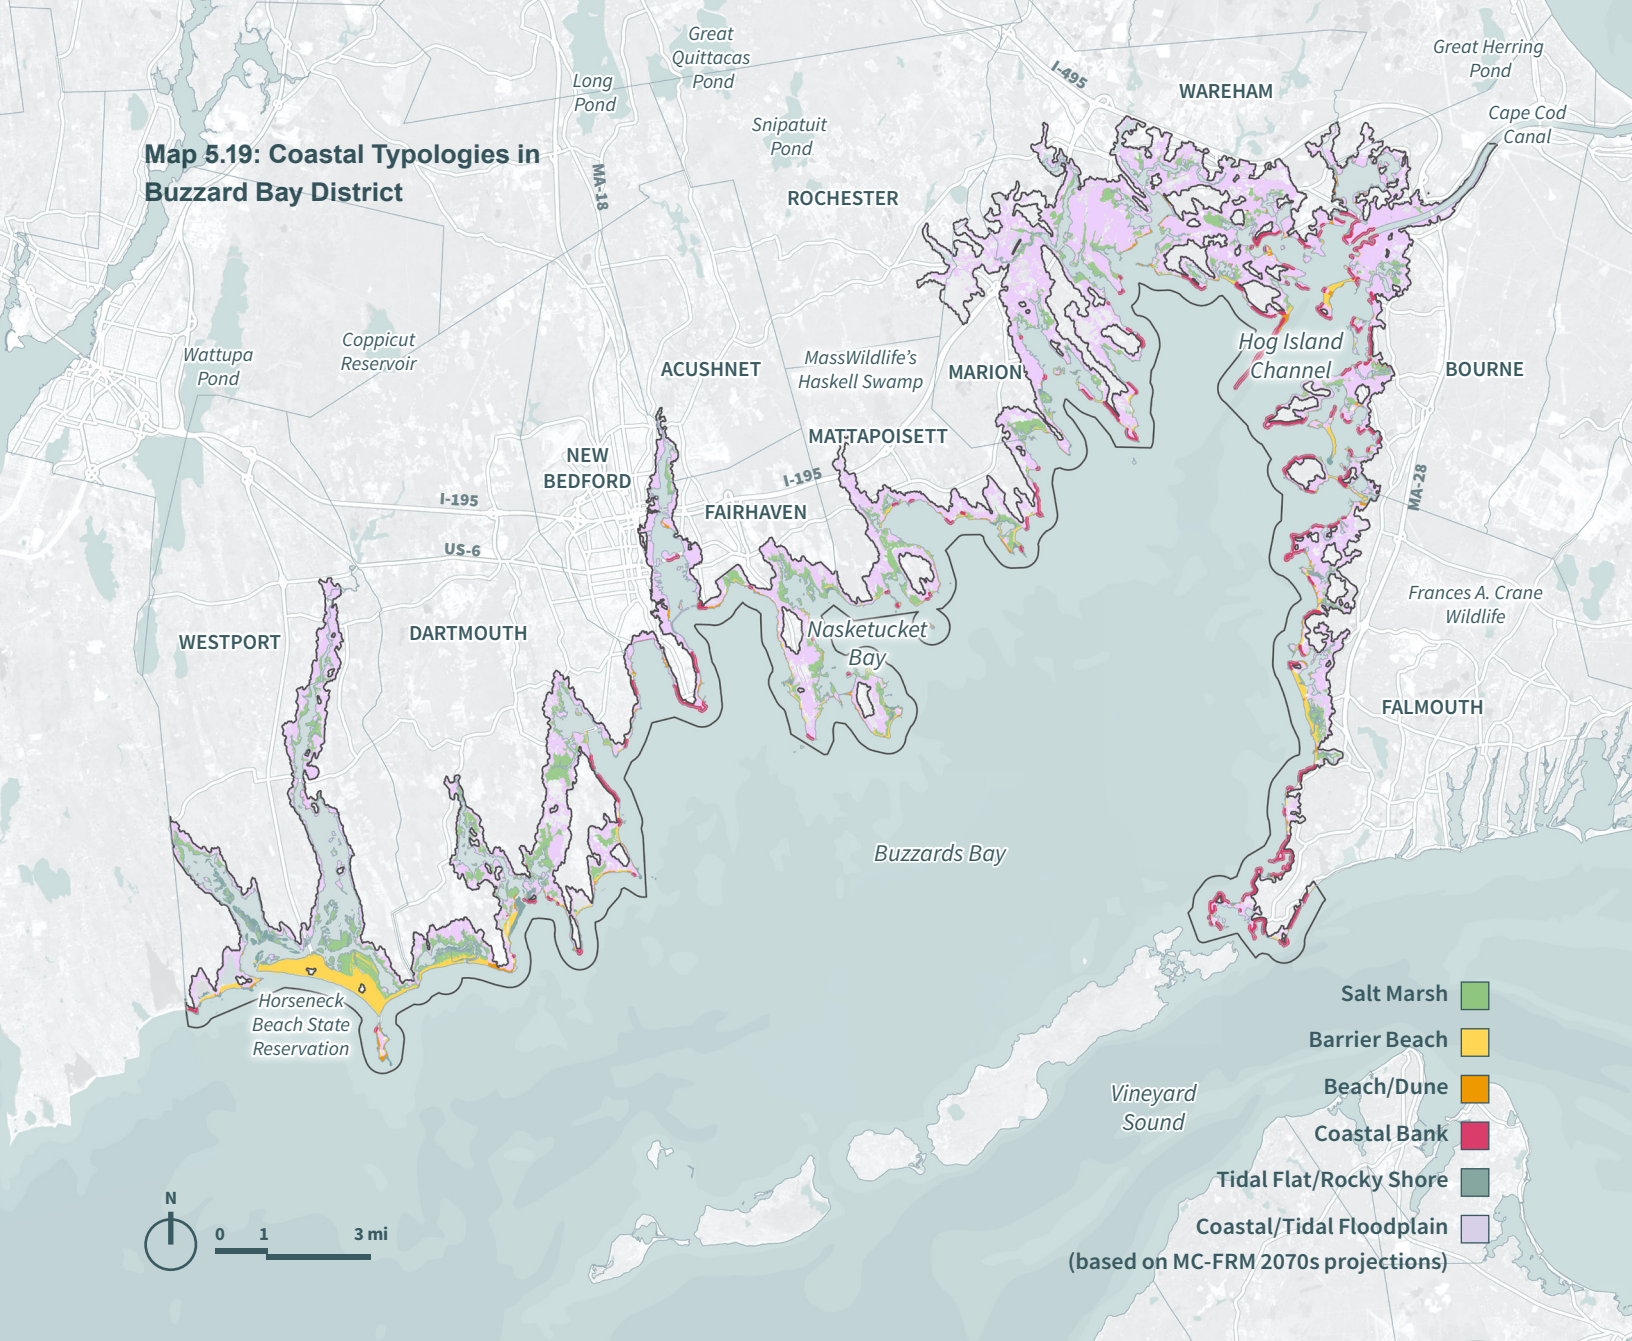 Great
Quittacas
Pond
Long
Pond
I-495
WAREHAM
Great Herring
Pond
Cape Cod
Canal
Snipatuit
Pond
Map 5.19: Coastal Typologies in
Buzzard Bay District
MA-18
ROCHESTER
Wattupa
Pond
Coppicut
Reservoir
ACUSHNET
MassWildlife’s
Haskell Swamp
MARION
Hog Island
Channel
BOURNE
MATTAPOISETT
NEW
BEDFORD
I-195
I-195
FAIRHAVEN
MA-28
US-6
Frances A. Crane
Wildlife
WESTPORT
DARTMOUTH
Nasketucket
Bay
FALMOUTH
Buzzards Bay
Horseneck
Beach State
Reservation
Vineyard
Sound
Salt Marsh
Barrier Beach
Beach/Dune
Coastal Bank
Tidal Flat/Rocky Shore
Coastal/Tidal Floodplain
(based on MC-FRM 2070s projections)
N
0 1 3 mi